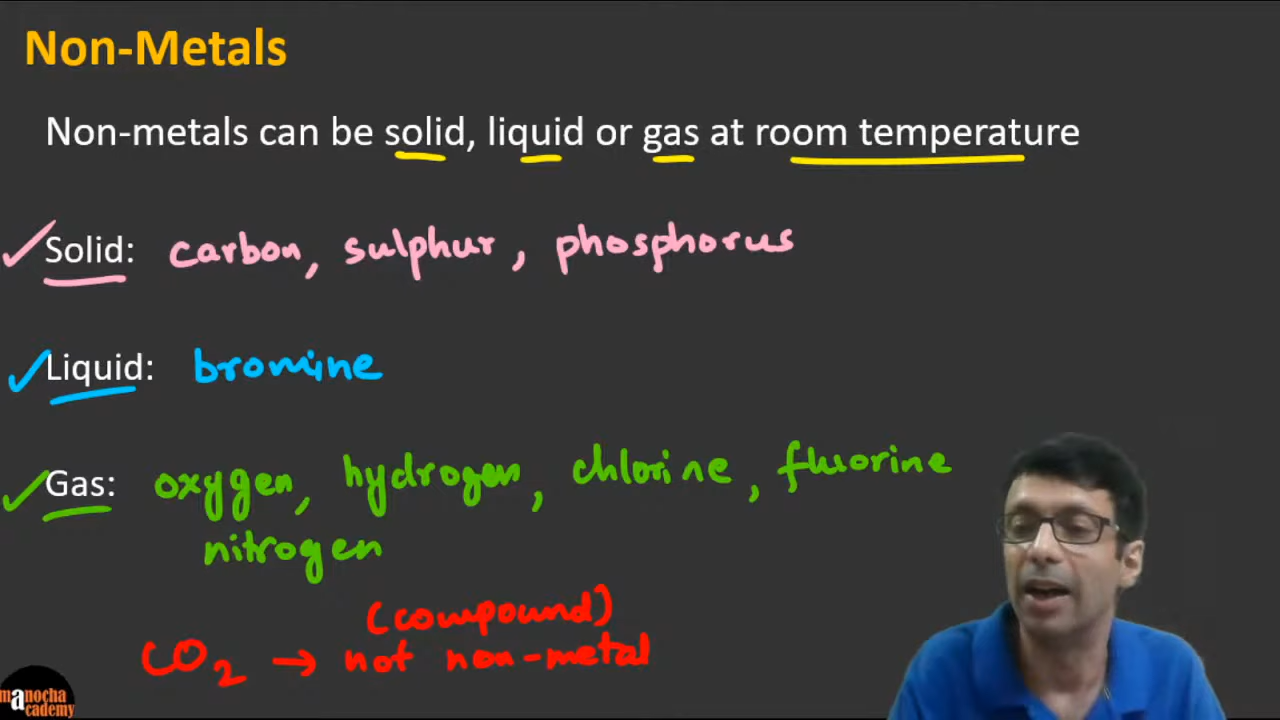 Non-Metals
Non-metals can be solid, liquid or gas at room temperature
Solid: carbon, sulphur, phosphorus
Liquid: bromine
Gas: oxygen, hydrogen, chlorine, fluorine
nitrogen
(compound)
CO₂ → not non-metal
manocha
academy